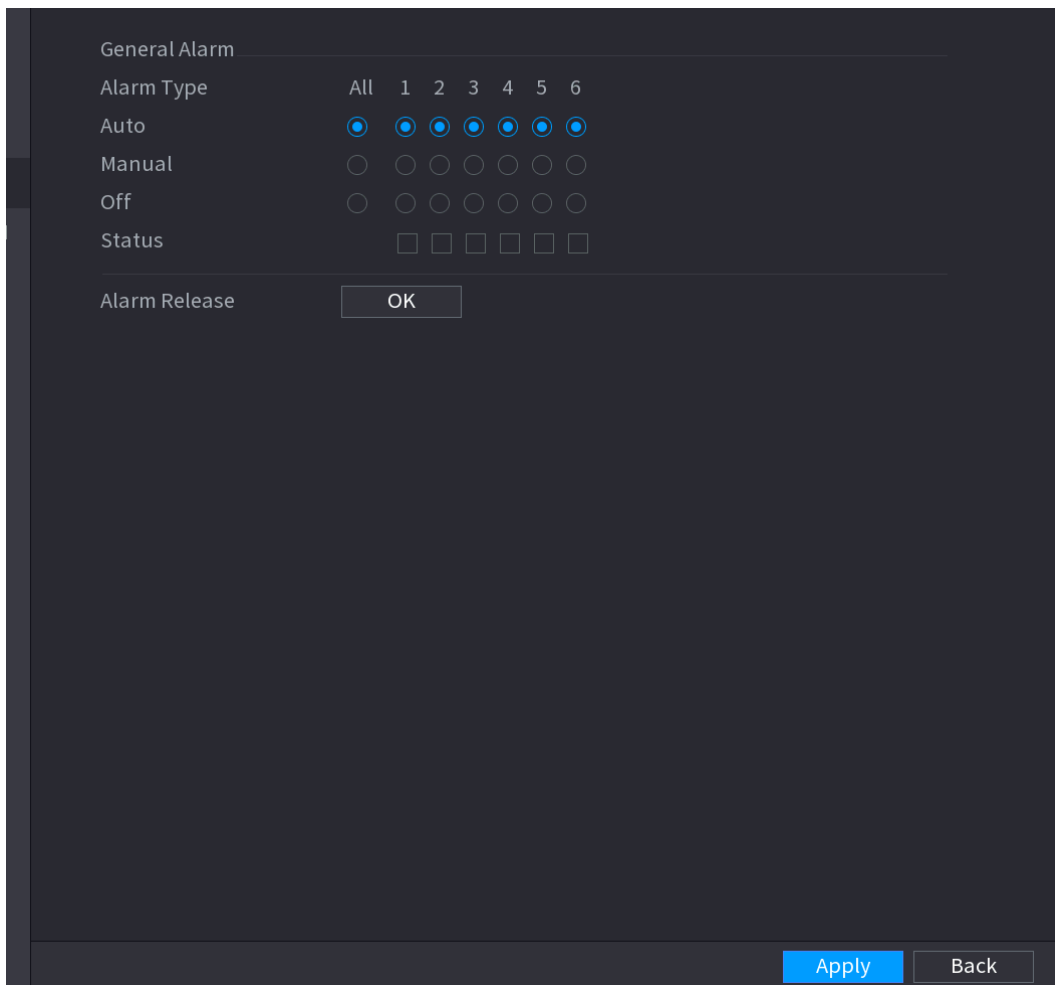 General Alarm
Alarm Type All 1 2 3 4 5 6
Auto
Manual
Off
Status
Alarm Release OK
Apply Back